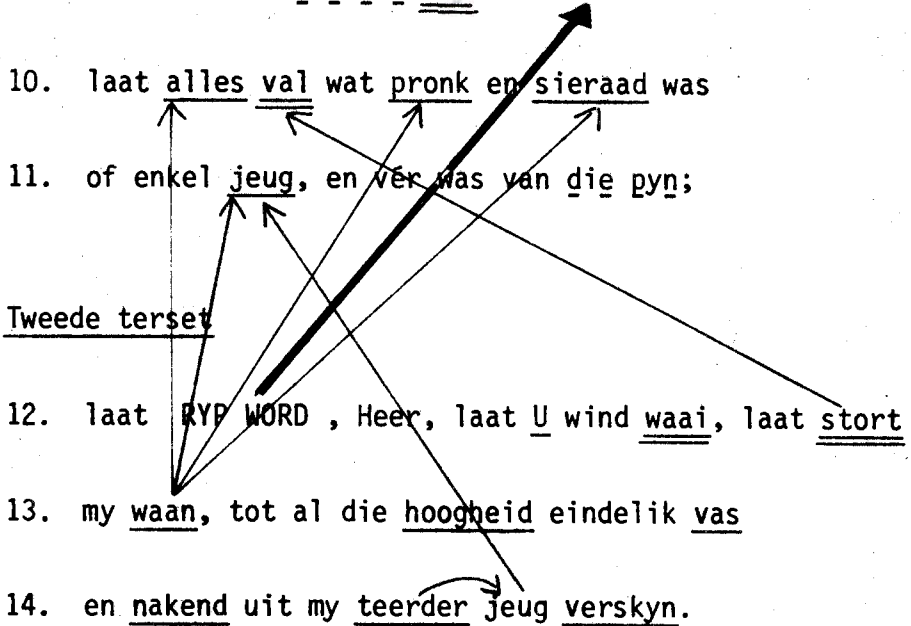 10. laat alles val wat pronk en sieraad was
11. of enkel jeug, en vér was van die pyn;
Tweede terset
12. laat RYP WORD , Heer, laat U wind waai, laat stort
13. my waan, tot al die hoogheid eindelik vas
14. en nakend uit my teerder jeug verskyn.